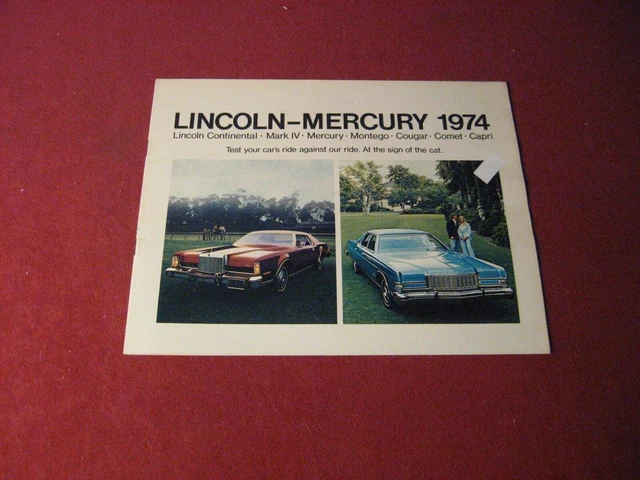 LINCOLN–MERCURY 1974
Lincoln Continental · Mark IV · Mercury · Montego · Cougar · Comet · Capri
Test your car's ride against our ride. At the sign of the cat.